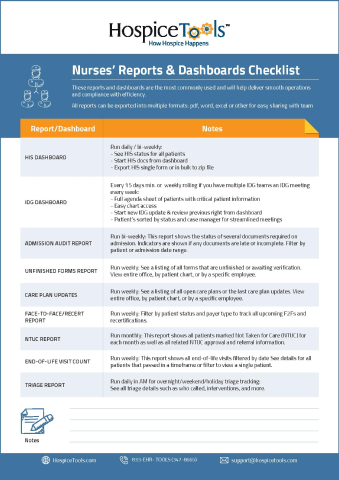 HospiceTools™
How Hospice Happens
Nurses' Reports & Dashboards Checklist
These reports and dashboards are the most commonly used and will help deliver smooth operations
and compliance with efficiency.
All reports can be exported into multiple formats: pdf, word, excel or other for easy sharing with team
Report/Dashboard
Notes
HIS DASHBOARD
Run daily / bi-weekly:
- See HIS status for all patients
- Start HIS docs from dashboard
- Export HIS single form or in bulk to zip file
IDG DASHBOARD
Every 15 days min. or weekly rolling if you have multiple IDG teams an IDG meeting
every week:
- Full agenda sheet of patients with critical patient information
- Easy chart access
- Start new IDG update & review previous right from dashboard
- Patient's sorted by status and case manager for streamlined meetings
ADMISSION AUDIT REPORT
Run bi-weekly: This report shows the status of several documents required on
admission. Indicators are shown if any documents are late or incomplete. Filter by
patient or admission date range.
UNFINISHED FORMS REPORT
Run weekly: See a listing of all forms that are unfinished or awaiting verification.
View entire office, by patient chart, or by a specific employee.
CARE PLAN UPDATES
Run weekly: See a listing of all open care plans or the last care plan updates. View
entire office, by patient chart, or by a specific employee.
FACE-TO-FACE/RECERT
REPORT
Run weekly: Filter by patient status and payer type to track all upcoming F2Fs and
recertifications.
NTUC REPORT
Run monthly: This report shows all patients marked Not Taken for Care (NTUC) for
each month as well as all related NTUC approval and referral information.
END-OF-LIFE VISIT COUNT
Run weekly: This report shows all end-of-life visits filtered by date See details for all
patients that passed in a timeframe or filter to view a single patient.
TRIAGE REPORT
Run daily in AM for overnight/weekend/holiday triage tracking:
See all triage details such as who called, interventions, and more.
Notes
HospiceTools.com
support@hospicetools.com